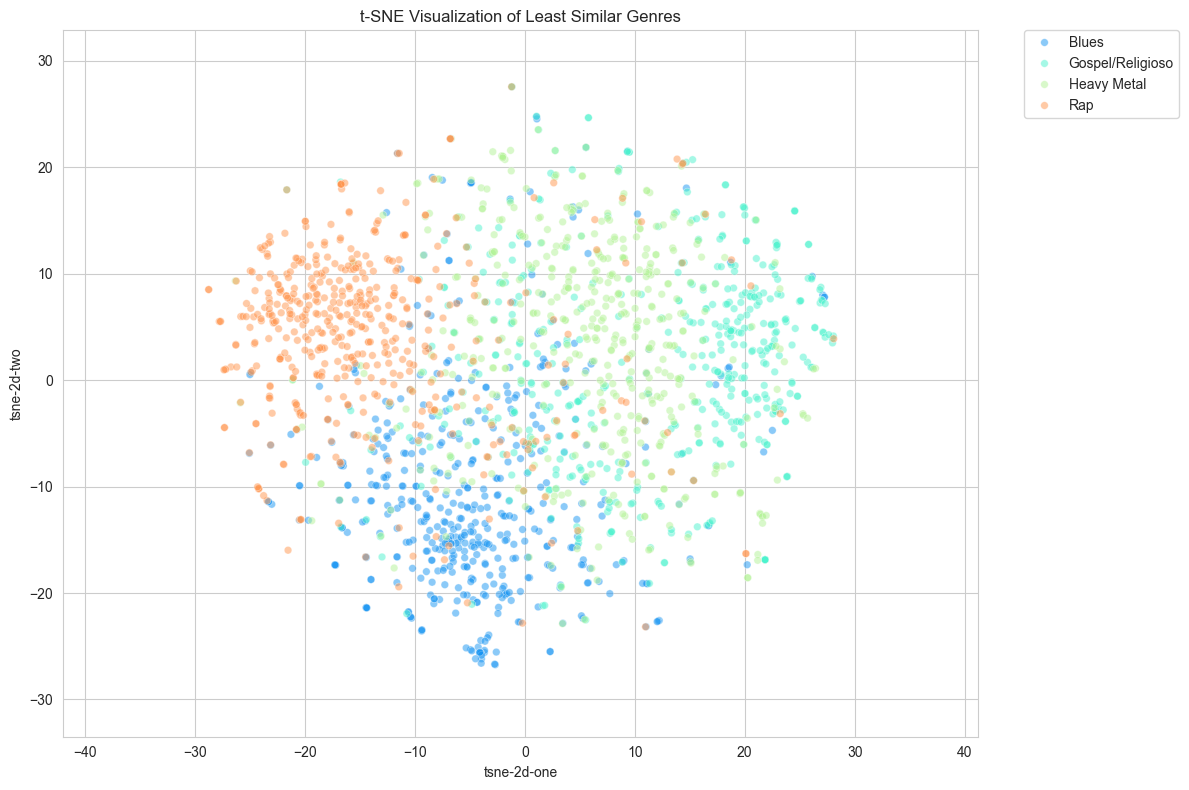 t-SNE Visualization of Least Similar Genres
Blues
Gospel/Religioso
Heavy Metal
Rap
30
20
10
0
−10
−20
−30
tsne-2d-two
−40
−30
−20
−10
0
10
20
30
40
tsne-2d-one